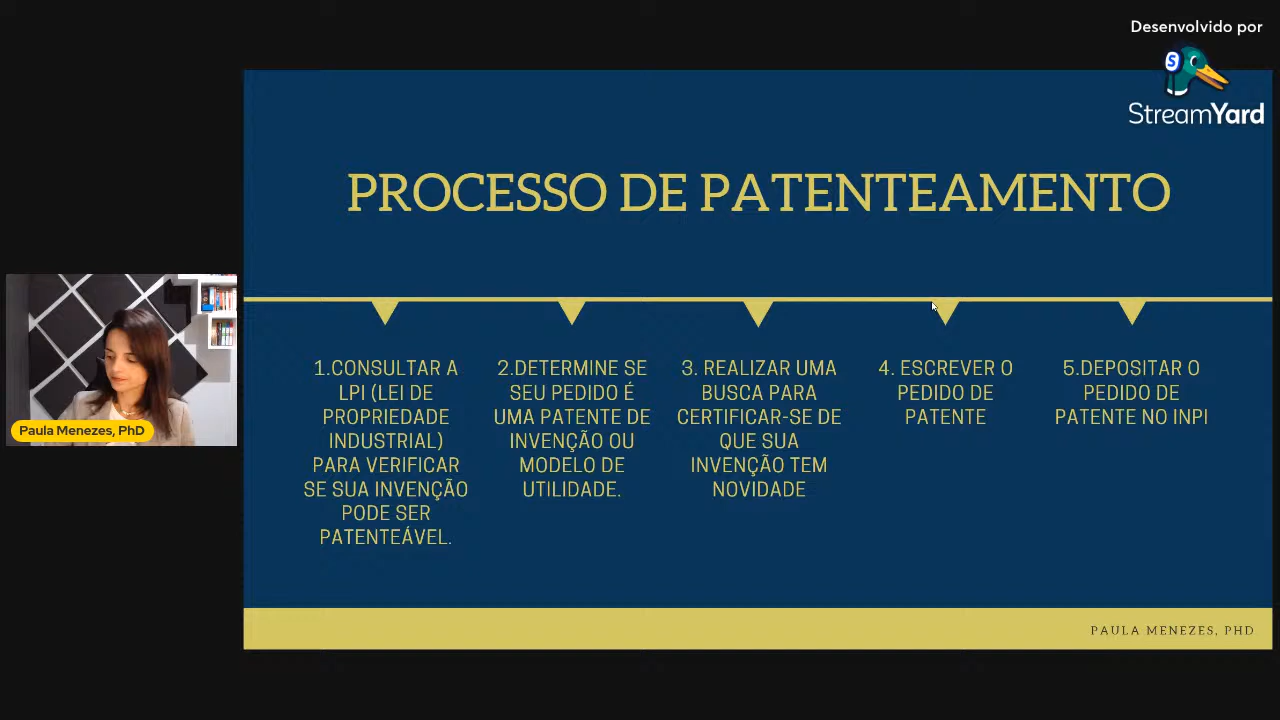 Desenvolvido por
StreamYard
PROCESSO DE PATENTEAMENTO
1.CONSULTAR A
LPI (LEI DE
PROPRIEDADE
INDUSTRIAL)
PARA VERIFICAR
SE SUA INVENÇÃO
PODE SER
PATENTEÁVEL.
2.DETERMINE SE
SEU PEDIDO É
UMA PATENTE DE
INVENÇÃO OU
MODELO DE
UTILIDADE.
3. REALIZAR UMA
BUSCA PARA
CERTIFICAR-SE DE
QUE SUA
INVENÇÃO TEM
NOVIDADE
4. ESCREVER O
PEDIDO DE
PATENTE
5.DEPOSITAR O
PEDIDO DE
PATENTE NO INPI
Paula Menezes, PhD
PAULA MENEZES, PHD